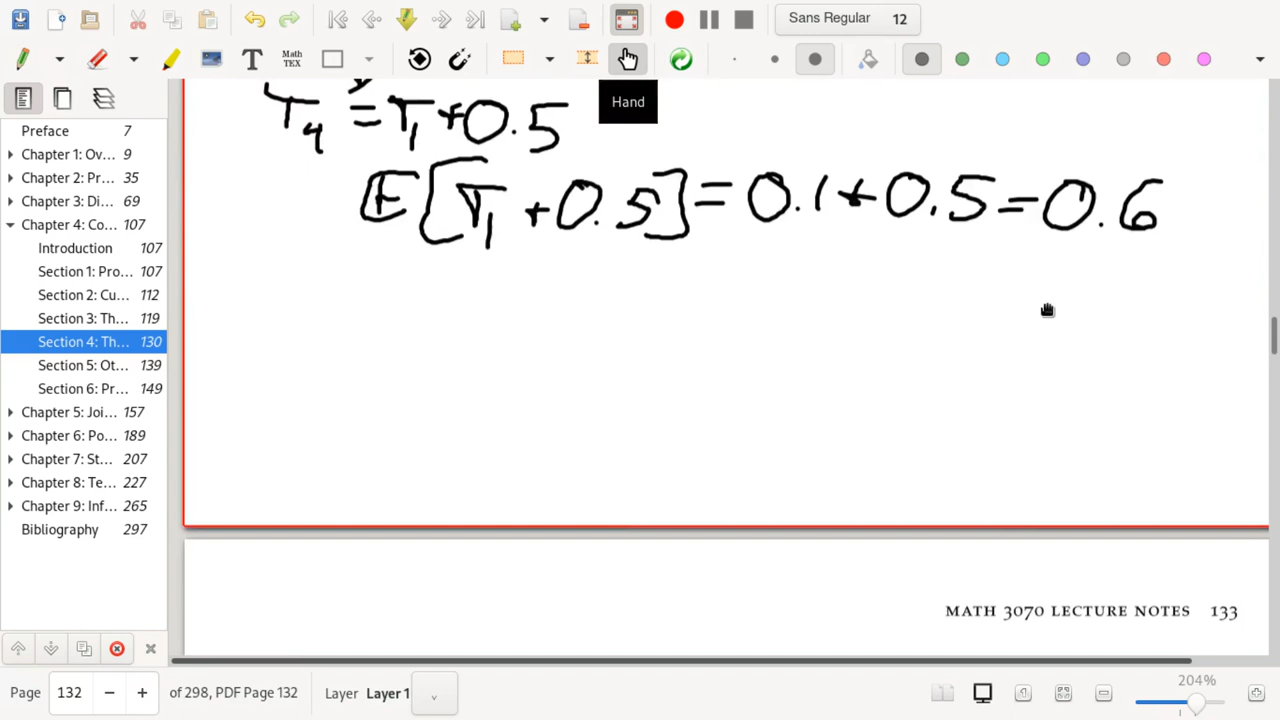 Sans Regular 12
T Math TEX
Hand
Preface 7
Chapter 1: Ov... 9
Chapter 2: Pr... 35
Chapter 3: Di... 69
Chapter 4: Co... 107
Introduction 107
Section 1: Pro... 107
Section 2: Cu... 112
Section 3: Th... 119
Section 4: Th... 130
Section 5: Ot... 139
Section 6: Pr... 149
Chapter 5: Joi... 157
Chapter 6: Po... 189
Chapter 7: St... 207
Chapter 8: Te... 227
Chapter 9: Inf... 265
Bibliography 297
T₄ = T₁ + 0.5
𝔼[T₁ + 0.5] = 0.1 + 0.5 = 0.6
MATH 3070 LECTURE NOTES 133
Page 132 of 298, PDF Page 132 Layer Layer 1
204%